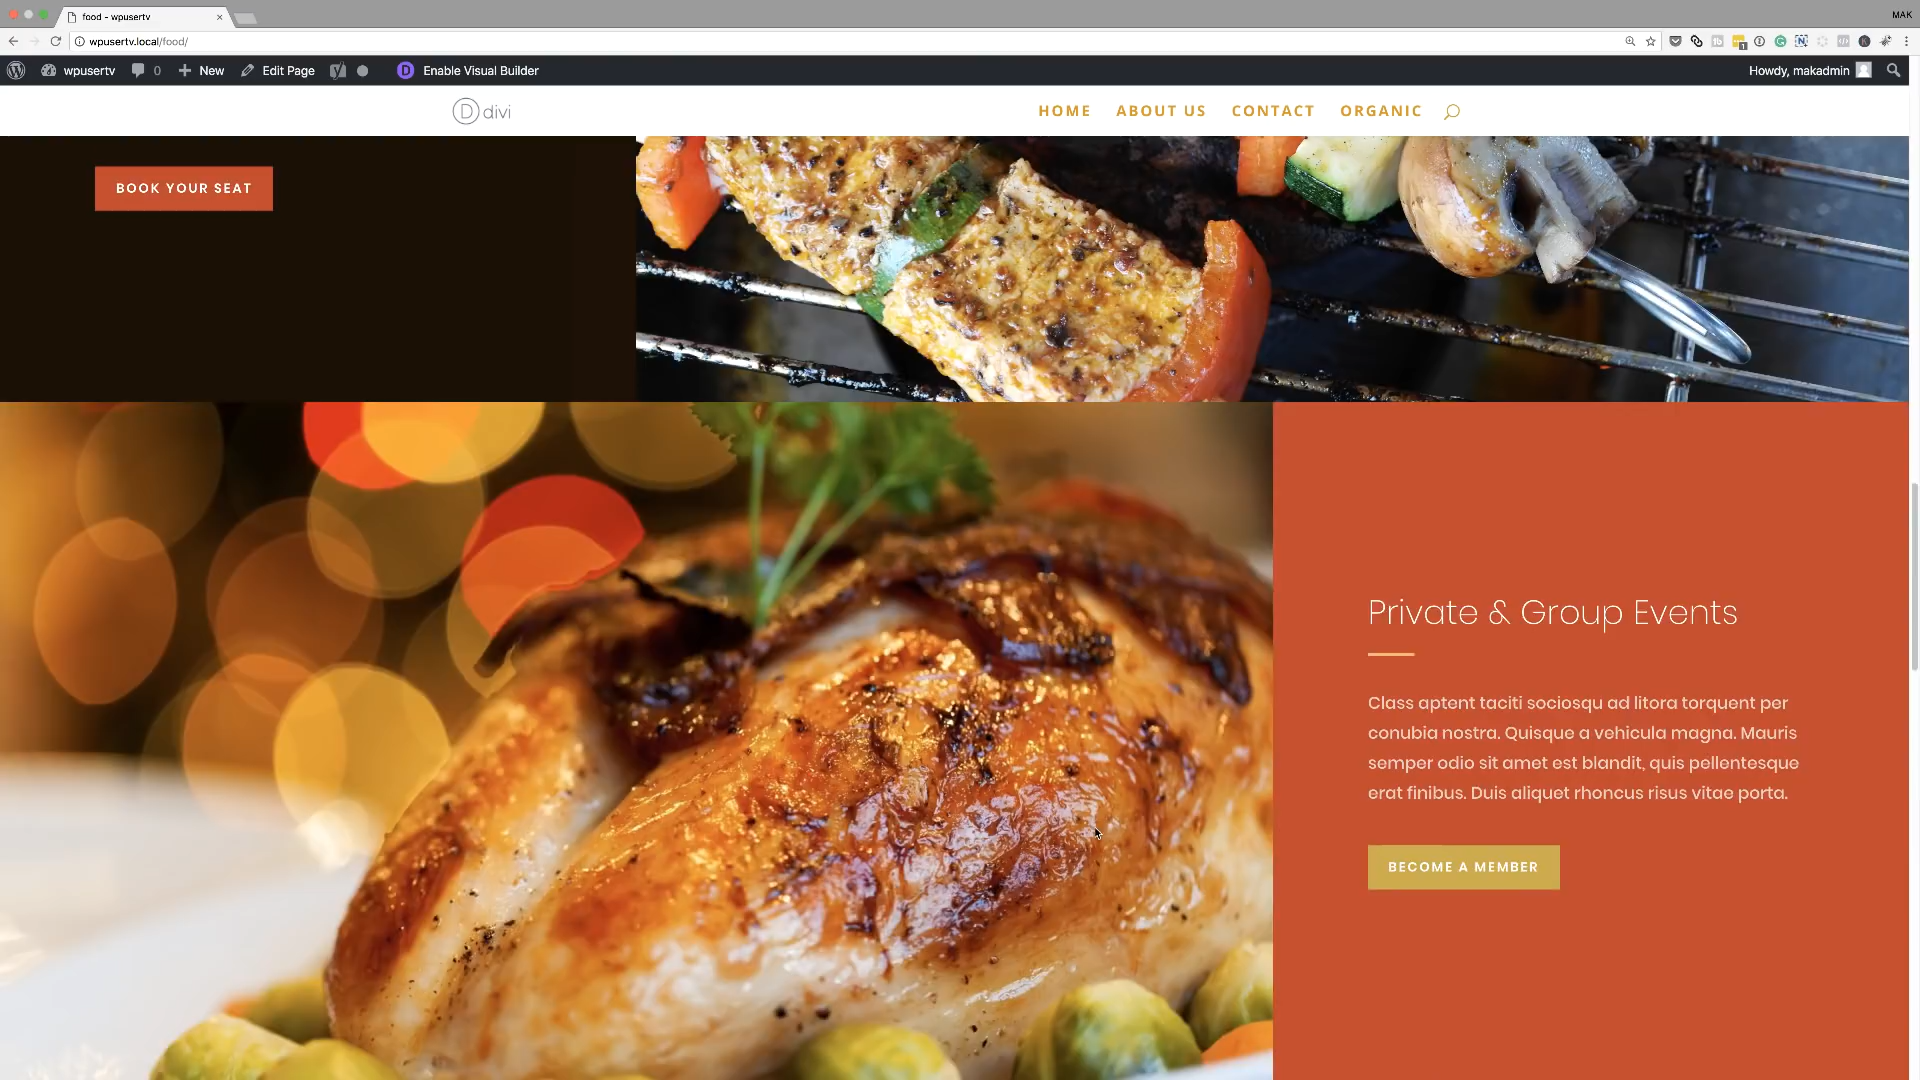 food - wpusertv
MAK
wpusertv.local/food/
wpusertv
0
New
Edit Page
D
Enable Visual Builder
Howdy, makadmin
D divi
HOME
ABOUT US
CONTACT
ORGANIC
BOOK YOUR SEAT
Private & Group Events
Class aptent taciti sociosqu ad litora torquent per
conubia nostra. Quisque a vehicula magna. Mauris
semper odio sit amet est blandit, quis pellentesque
erat finibus. Duis aliquet rhoncus risus vitae porta.
BECOME A MEMBER